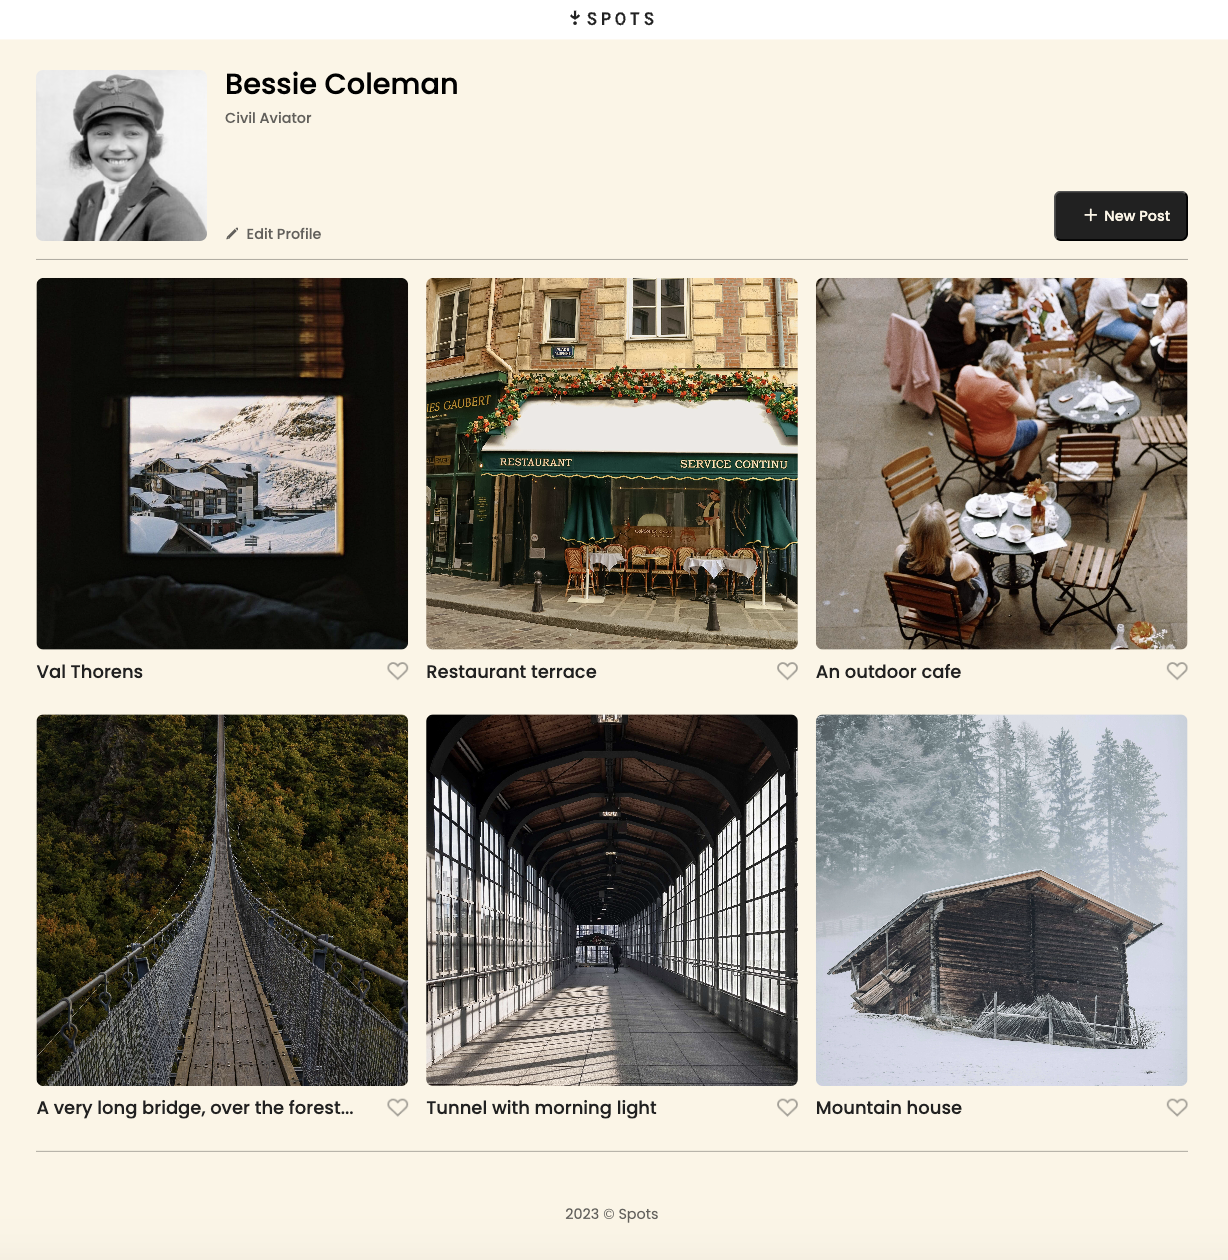 SPOTS
Bessie Coleman
Civil Aviator
Edit Profile
+ New Post
ES GAUBERT
RESTAURANT
SERVICE CONTINU
Val Thorens
Restaurant terrace
An outdoor cafe
A very long bridge, over the forest...
Tunnel with morning light
Mountain house
2023 © Spots